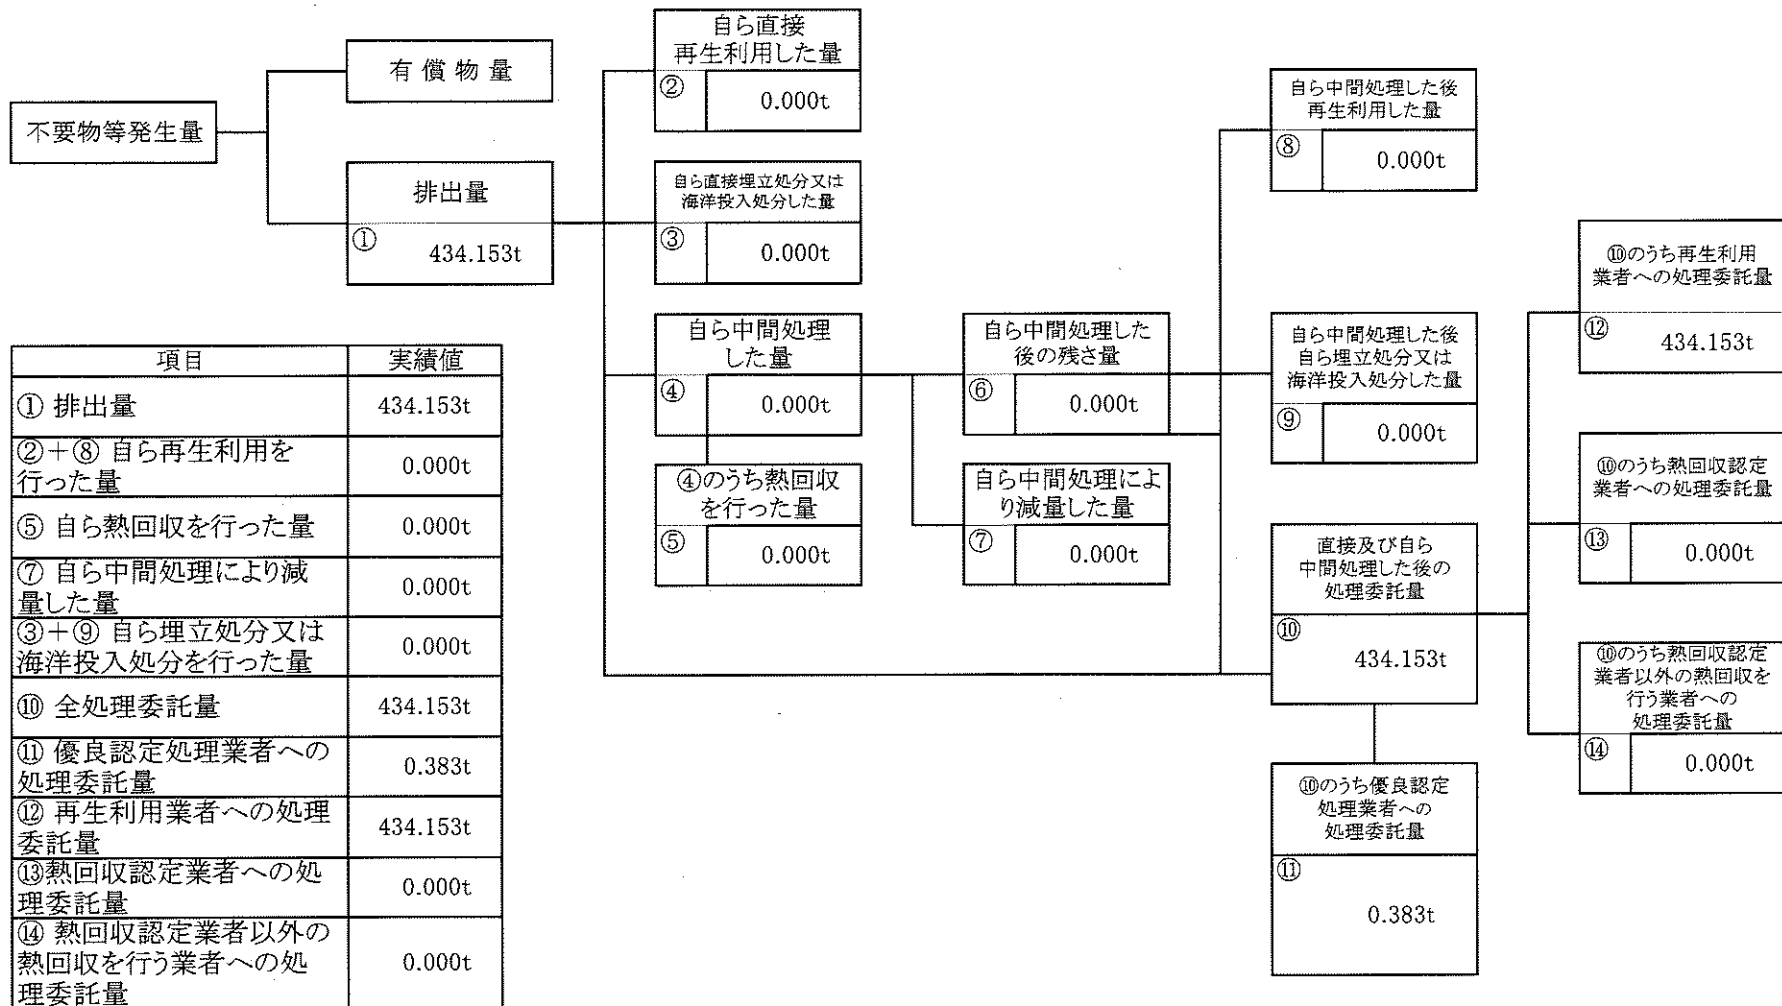 不要物等発生量
有償物量
排出量
①
434.153t
自ら直接
再生利用した量
②
0.000t
自ら直接埋立処分又は
海洋投入処分した量
③
0.000t
自ら中間処理
した量
④
0.000t
④のうち熱回収
を行った量
⑤
0.000t
自ら中間処理した
後の残さ量
⑥
0.000t
自ら中間処理によ
り減量した量
⑦
0.000t
自ら中間処理した後
再生利用した量
⑧
0.000t
自ら中間処理した後
自ら埋立処分又は
海洋投入処分した量
⑨
0.000t
直接及び自ら
中間処理した後の
処理委託量
⑩
434.153t
⑩のうち優良認定
処理業者への
処理委託量
⑪
0.383t
⑩のうち再生利用
業者への処理委託量
⑫
434.153t
⑩のうち熱回収認定
業者への処理委託量
⑬
0.000t
⑩のうち熱回収認定
業者以外の熱回収を
行う業者への
処理委託量
⑭
0.000t
項目 実績値
① 排出量 434.153t
②+⑧ 自ら再生利用を
行った量 0.000t
⑤ 自ら熱回収を行った量 0.000t
⑦ 自ら中間処理により減
量した量 0.000t
③+⑨ 自ら埋立処分又は
海洋投入処分を行った量 0.000t
⑩ 全処理委託量 434.153t
⑪ 優良認定処理業者への
処理委託量 0.383t
⑫ 再生利用業者への処理
委託量 434.153t
⑬熱回収認定業者への処
理委託量 0.000t
⑭ 熱回収認定業者以外の
熱回収を行う業者への処
理委託量 0.000t